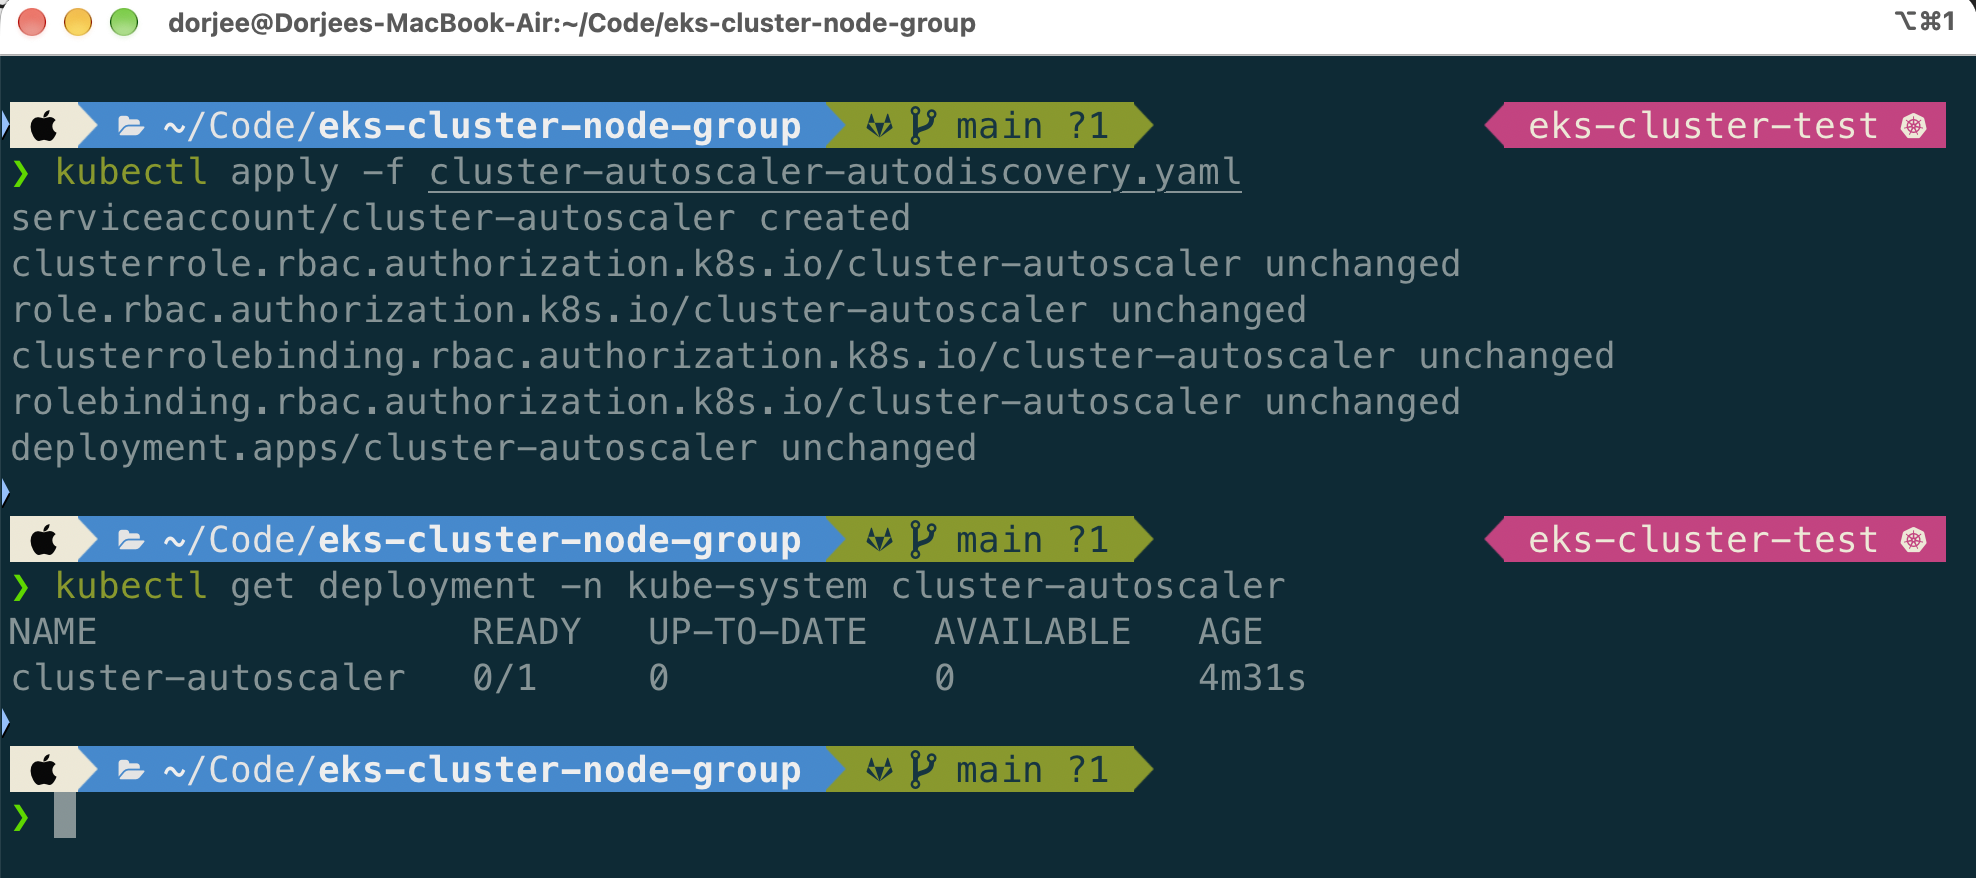 dorjee@Dorjees-MacBook-Air:~/Code/eks-cluster-node-group ⌥⌘1
~/Code/eks-cluster-node-group main ?1 eks-cluster-test
❯ kubectl apply -f cluster-autoscaler-autodiscovery.yaml
serviceaccount/cluster-autoscaler created
clusterrole.rbac.authorization.k8s.io/cluster-autoscaler unchanged
role.rbac.authorization.k8s.io/cluster-autoscaler unchanged
clusterrolebinding.rbac.authorization.k8s.io/cluster-autoscaler unchanged
rolebinding.rbac.authorization.k8s.io/cluster-autoscaler unchanged
deployment.apps/cluster-autoscaler unchanged
~/Code/eks-cluster-node-group main ?1 eks-cluster-test
❯ kubectl get deployment -n kube-system cluster-autoscaler
NAME READY UP-TO-DATE AVAILABLE AGE
cluster-autoscaler 0/1 0 0 4m31s
~/Code/eks-cluster-node-group main ?1
❯